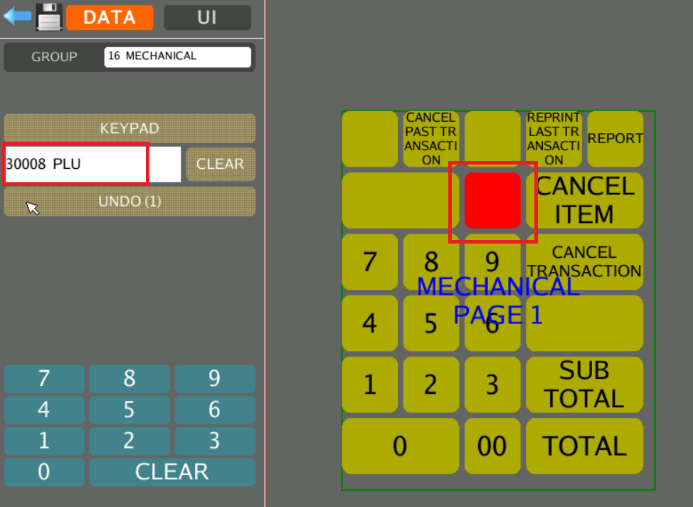 DATA
UI
GROUP
16 MECHANICAL
KEYPAD
30008 PLU
CLEAR
UNDO (1)
7 8 9
4 5 6
1 2 3
0 CLEAR
CANCEL
PAST TR
ANSACTI
ON
REPRINT
LAST TR
ANSACTI
ON
REPORT
CANCEL
ITEM
7 8 9
CANCEL
TRANSACTION
MECHANICAL
PAGE 1
4 5 6
1 2 3
SUB
TOTAL
0 00 TOTAL